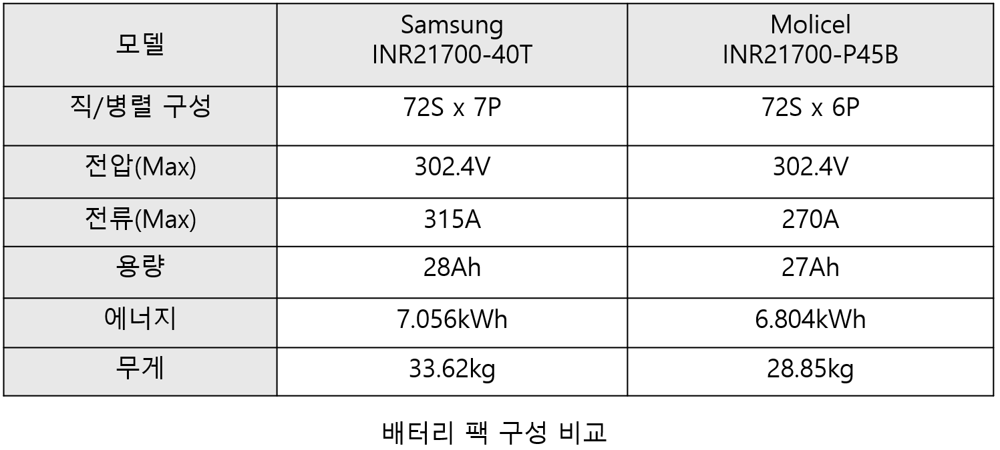 모델
Samsung
INR21700-40T
Molicel
INR21700-P45B
직/병렬 구성
72S x 7P
72S x 6P
전압(Max)
302.4V
302.4V
전류(Max)
315A
270A
용량
28Ah
27Ah
에너지
7.056kWh
6.804kWh
무게
33.62kg
28.85kg
배터리 팩 구성 비교